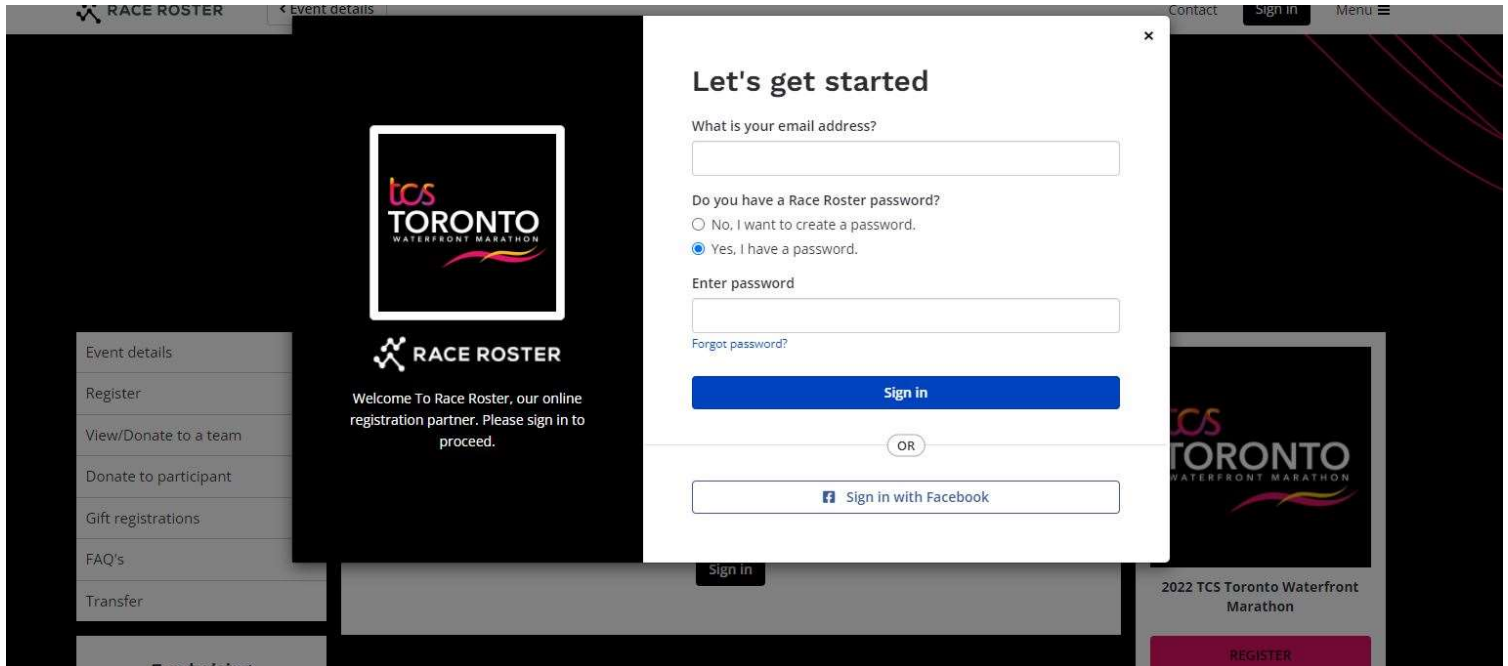 RACE ROSTER
Event details
Contact
Sign in
Menu
×
Let's get started
What is your email address?
Do you have a Race Roster password?
No, I want to create a password.
Yes, I have a password.
Enter password
Forgot password?
Sign in
OR
Sign in with Facebook
tcs
TORONTO
WATERFRONT MARATHON
RACE ROSTER
Welcome To Race Roster, our online
registration partner. Please sign in to
proceed.
Event details
Register
View/Donate to a team
Donate to participant
Gift registrations
FAQ's
Transfer
Sign in
tcs
TORONTO
WATERFRONT MARATHON
2022 TCS Toronto Waterfront
Marathon
REGISTER